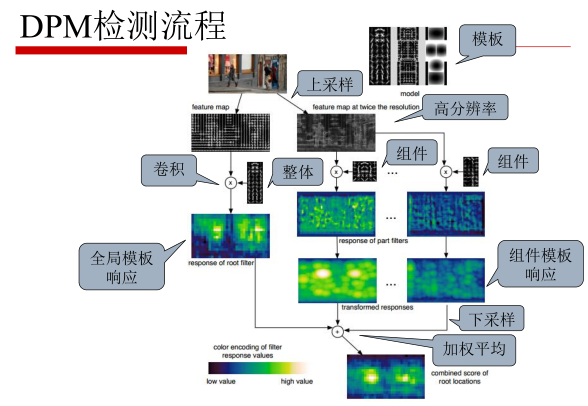 DPM检测流程
模板
上采样
model
feature map
feature map at twice the resolution
高分辨率
卷积
x
整体
x
组件
...
x
组件
...
response of part filters
全局模板
响应
response of root filter
组件模板
响应
...
transformed responses
下采样
+
加权平均
color encoding of filter
response values
low value
high value
combined score of
root locations